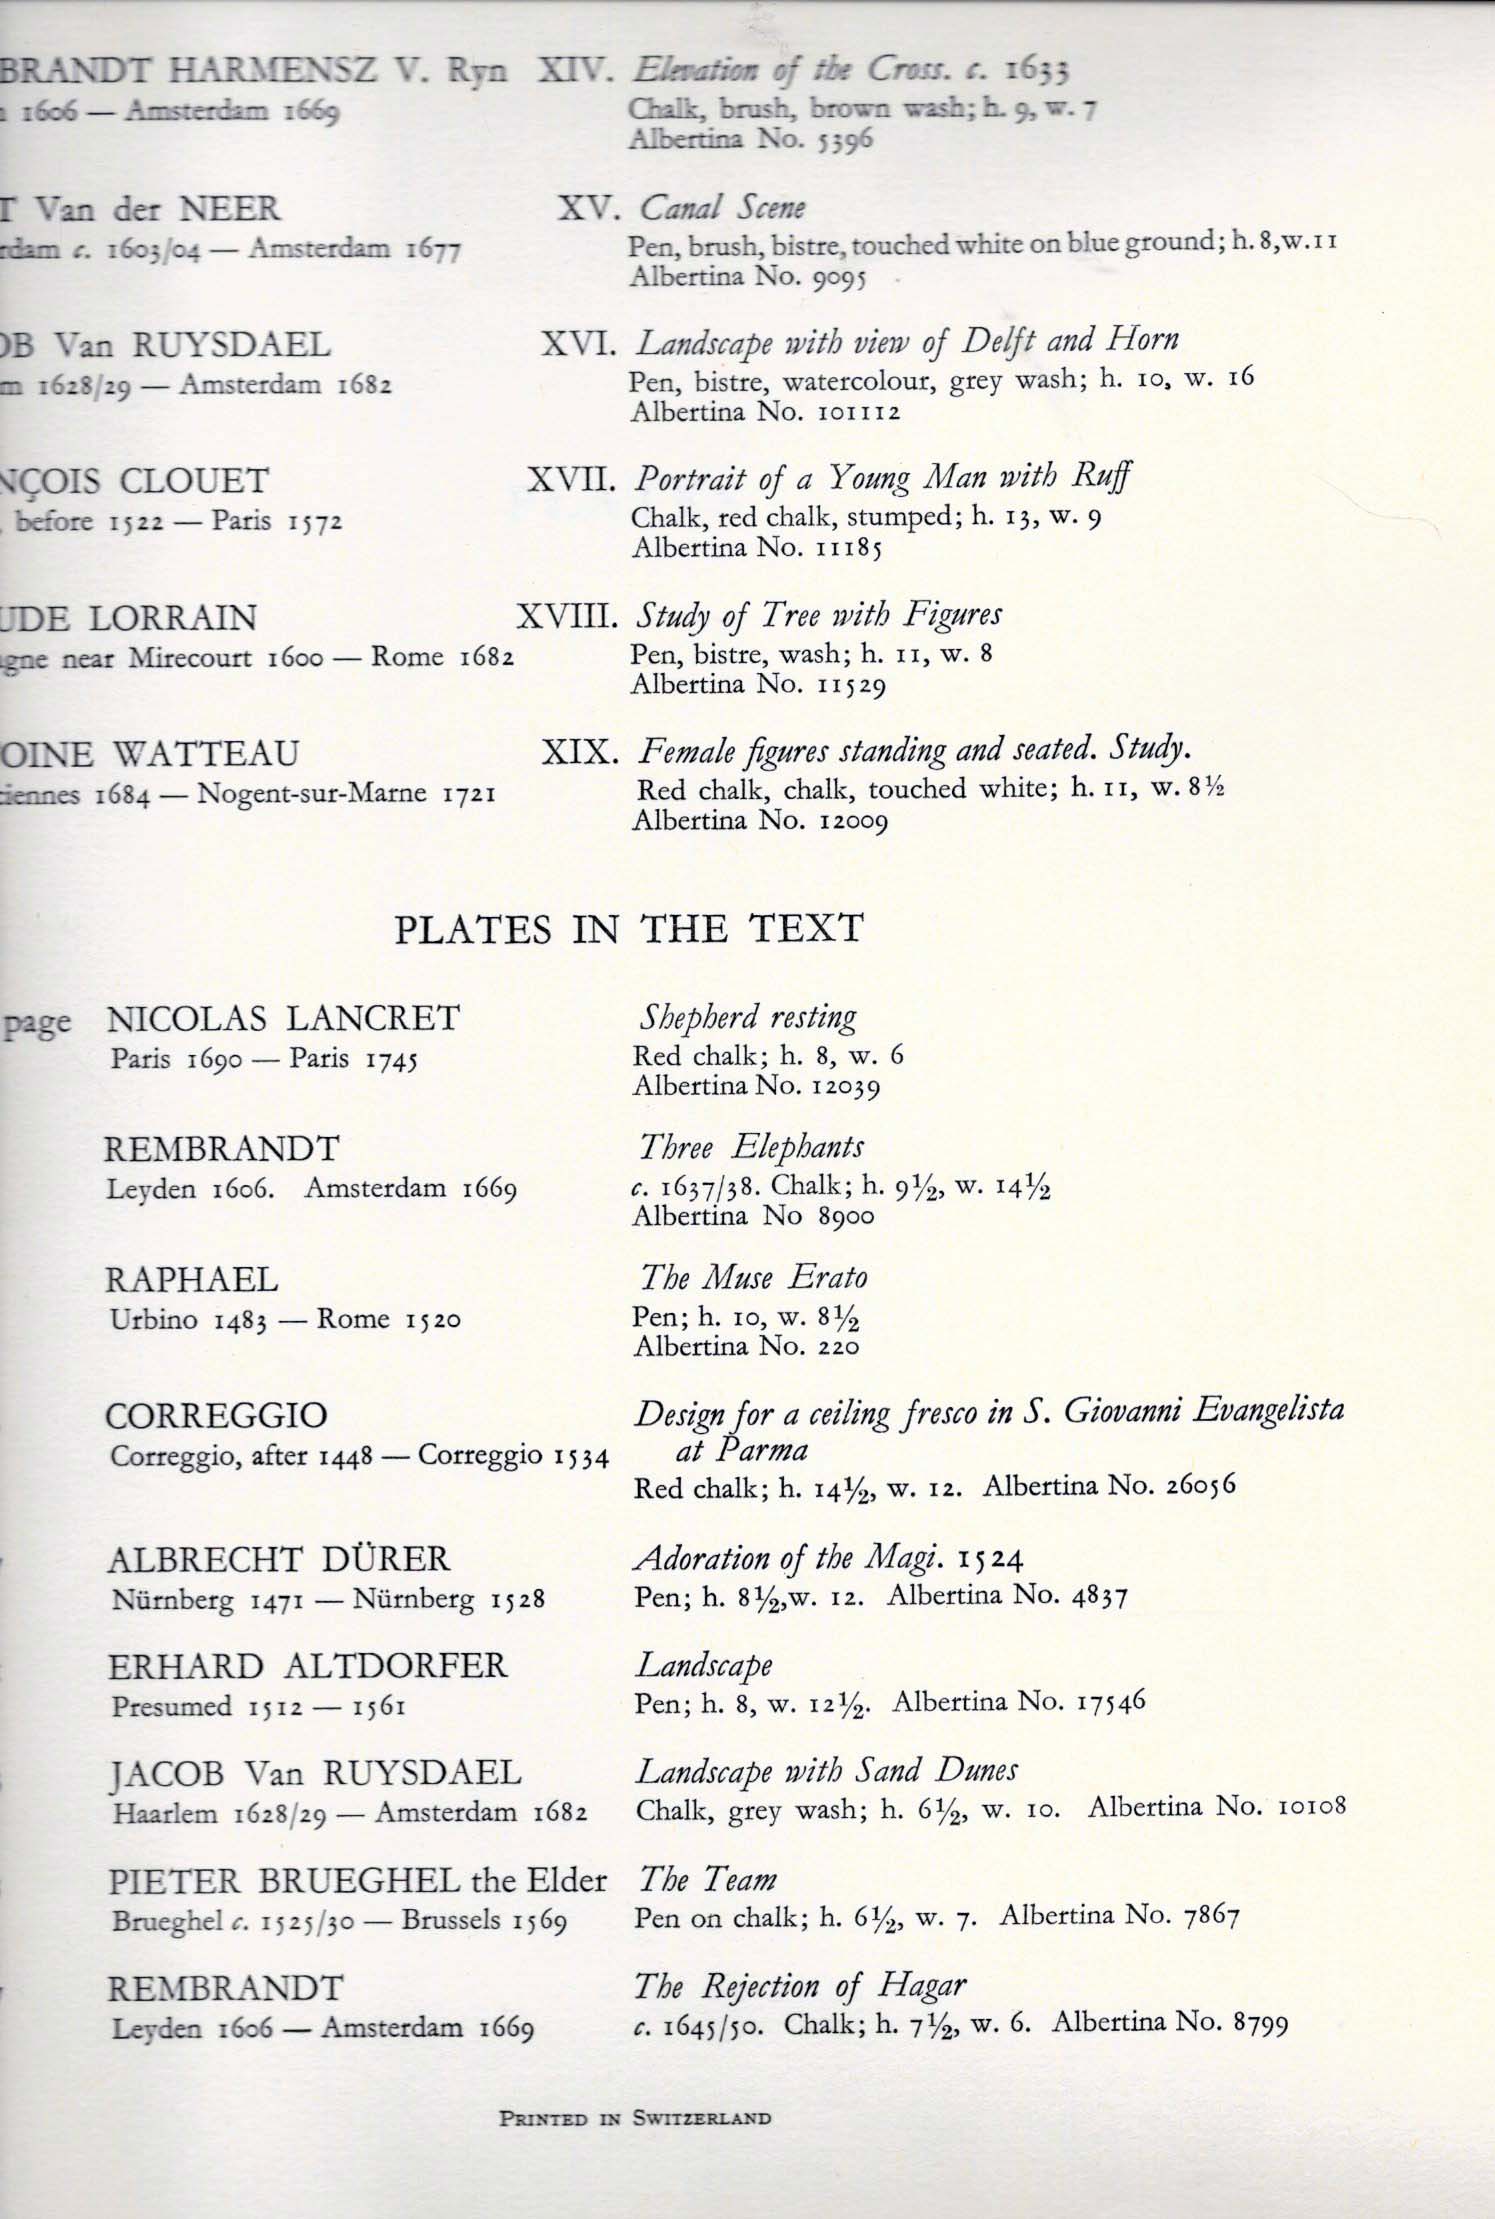 BRANDT HARMENSZ V. Ryn XIV. Elevation of the Cross. c. 1633
1606 — Amsterdam 1669 Chalk, brush, brown wash; h. 9, w. 7
Albertina No. 5396
T Van der NEER XV. Canal Scene
rdam c. 1603/04 — Amsterdam 1677 Pen, brush, bistre, touched white on blue ground; h. 8, w. 11
Albertina No. 9095
OB Van RUYSDAEL XVI. Landscape with view of Delft and Horn
m 1628/29 — Amsterdam 1682 Pen, bistre, watercolour, grey wash; h. 10, w. 16
Albertina No. 101112
NÇOIS CLOUET XVII. Portrait of a Young Man with Ruff
, before 1522 — Paris 1572 Chalk, red chalk, stumped; h. 13, w. 9
Albertina No. 11185
UDE LORRAIN XVIII. Study of Tree with Figures
agne near Mirecourt 1600 — Rome 1682 Pen, bistre, wash; h. 11, w. 8
Albertina No. 11529
OINE WATTEAU XIX. Female figures standing and seated. Study.
ciennes 1684 — Nogent-sur-Marne 1721 Red chalk, chalk, touched white; h. 11, w. 8½
Albertina No. 12009
PLATES IN THE TEXT
page NICOLAS LANCRET Shepherd resting
Paris 1690 — Paris 1745 Red chalk; h. 8, w. 6
Albertina No. 12039
REMBRANDT Three Elephants
Leyden 1606. Amsterdam 1669 c. 1637/38. Chalk; h. 9½, w. 14½
Albertina No 8900
RAPHAEL The Muse Erato
Urbino 1483 — Rome 1520 Pen; h. 10, w. 8½
Albertina No. 220
CORREGGIO Design for a ceiling fresco in S. Giovanni Evangelista
at Parma
Correggio, after 1448 — Correggio 1534
Red chalk; h. 14½, w. 12. Albertina No. 26056
ALBRECHT DÜRER Adoration of the Magi. 1524
Nürnberg 1471 — Nürnberg 1528 Pen; h. 8½, w. 12. Albertina No. 4837
ERHARD ALTDORFER Landscape
Presumed 1512 — 1561 Pen; h. 8, w. 12½. Albertina No. 17546
JACOB Van RUYSDAEL Landscape with Sand Dunes
Haarlem 1628/29 — Amsterdam 1682 Chalk, grey wash; h. 6½, w. 10. Albertina No. 10108
PIETER BRUEGHEL the Elder The Team
Brueghel c. 1525/30 — Brussels 1569 Pen on chalk; h. 6½, w. 7. Albertina No. 7867
REMBRANDT The Rejection of Hagar
Leyden 1606 — Amsterdam 1669 c. 1645/50. Chalk; h. 7½, w. 6. Albertina No. 8799
PRINTED IN SWITZERLAND